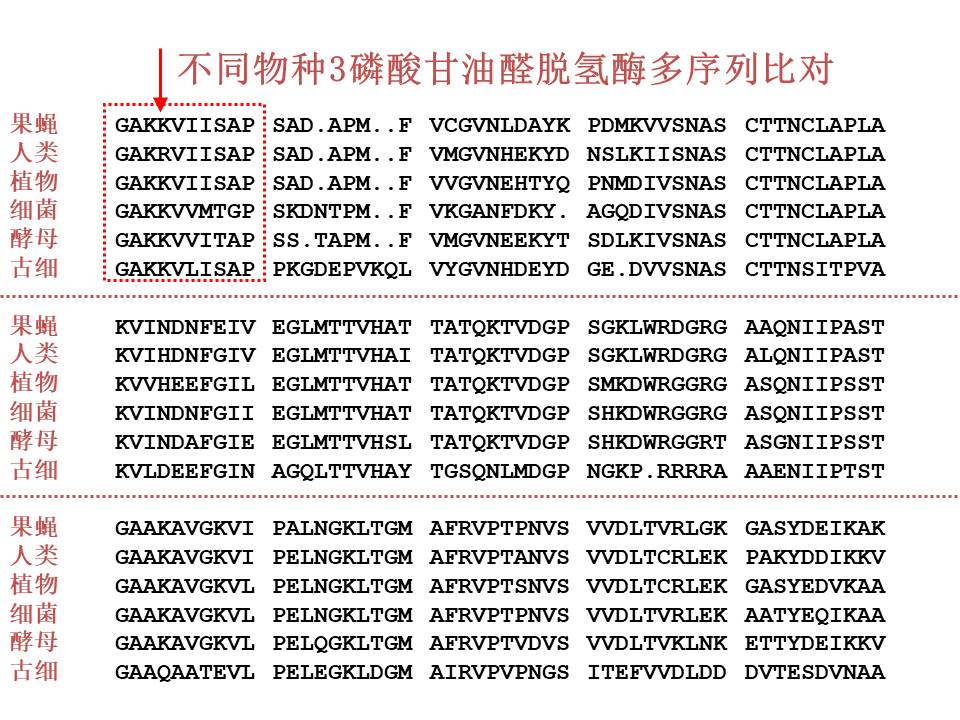 不同物种3磷酸甘油醛脱氢酶多序列比对
果蝇 GAKKVIISAP SAD.APM..F VCGVNLDAYK PDMKVVSNAS CTTNCLAPLA
人类 GAKRVIISAP SAD.APM..F VMGVNHEKYD NSLKIISNAS CTTNCLAPLA
植物 GAKKVIISAP SAD.APM..F VVGVNEHTYQ PNMDIVSNAS CTTNCLAPLA
细菌 GAKKVVMTGP SKDNTPM..F VKGANFDKY. AGQDIVSNAS CTTNCLAPLA
酵母 GAKKVVITAP SS.TAPM..F VMGVNEEKYT SDLKIVSNAS CTTNCLAPLA
古细 GAKKVLISAP PKGDEPVKQL VYGVNHDEYD GE.DVVSNAS CTTNSITPVA
果蝇 KVINDNFEIV EGLMTTVHAT TATQKTVDGP SGKLWRDGRG AAQNIIPAST
人类 KVIHDNFGIV EGLMTTVHAI TATQKTVDGP SGKLWRDGRG ALQNIIPAST
植物 KVVHEEFGIL EGLMTTVHAT TATQKTVDGP SMKDWRGGRG ASQNIIPSST
细菌 KVINDNFGII EGLMTTVHAT TATQKTVDGP SHKDWRGGRG ASQNIIPSST
酵母 KVINDAFGIE EGLMTTVHSL TATQKTVDGP SHKDWRGGRT ASGNIIPSST
古细 KVLDEEFGIN AGQLTTVHAY TGSQNLMDGP NGKP.RRRRA AAENIIPTST
果蝇 GAAKAVGKVI PALNGKLTGM AFRVPTPNVS VVDLTVRLGK GASYDEIKAK
人类 GAAKAVGKVI PELNGKLTGM AFRVPTANVS VVDLTCRLEK PAKYDDIKKV
植物 GAAKAVGKVL PELNGKLTGM AFRVPTSNVS VVDLTCRLEK GASYEDVKAA
细菌 GAAKAVGKVL PELNGKLTGM AFRVPTPNVS VVDLTVRLEK AATYEQIKAA
酵母 GAAKAVGKVL PELQGKLTGM AFRVPTVDVS VVDLTVKLNK ETTYDEIKKV
古细 GAAQAATEVL PELEGKLDGM AIRVPVPNGS ITEFVVDLDD DVTESDVNAA